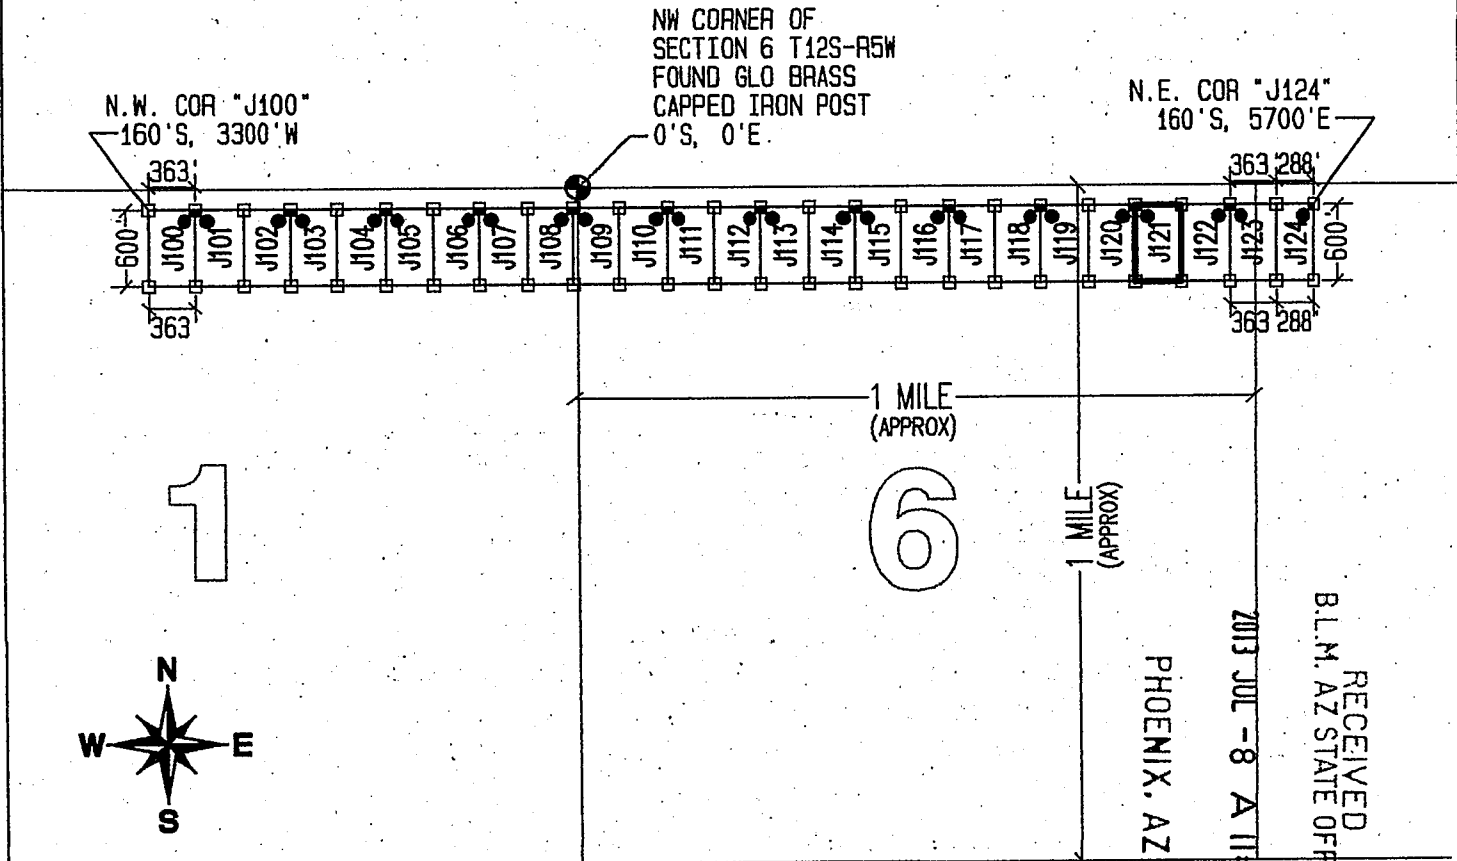 NW CORNER OF
SECTION 6 T12S-R5W
FOUND GLO BRASS
CAPPED IRON POST
0'S, 0'E
N.W. COR "J100"
160'S, 3300'W
N.E. COR "J124"
160'S, 5700'E
363'
363'
288'
600'
J100
J101
J102
J103
J104
J105
J106
J107
J108
J109
J110
J111
J112
J113
J114
J115
J116
J117
J118
J119
J120
J121
J122
J123
J124
600'
363'
363'
288'
1 MILE
(APPROX)
1
6
1 MILE
(APPROX)
N
W
E
S
RECEIVED
B.L.M. AZ STATE OFF
2013 JUL -8 A 11:
PHOENIX, AZ